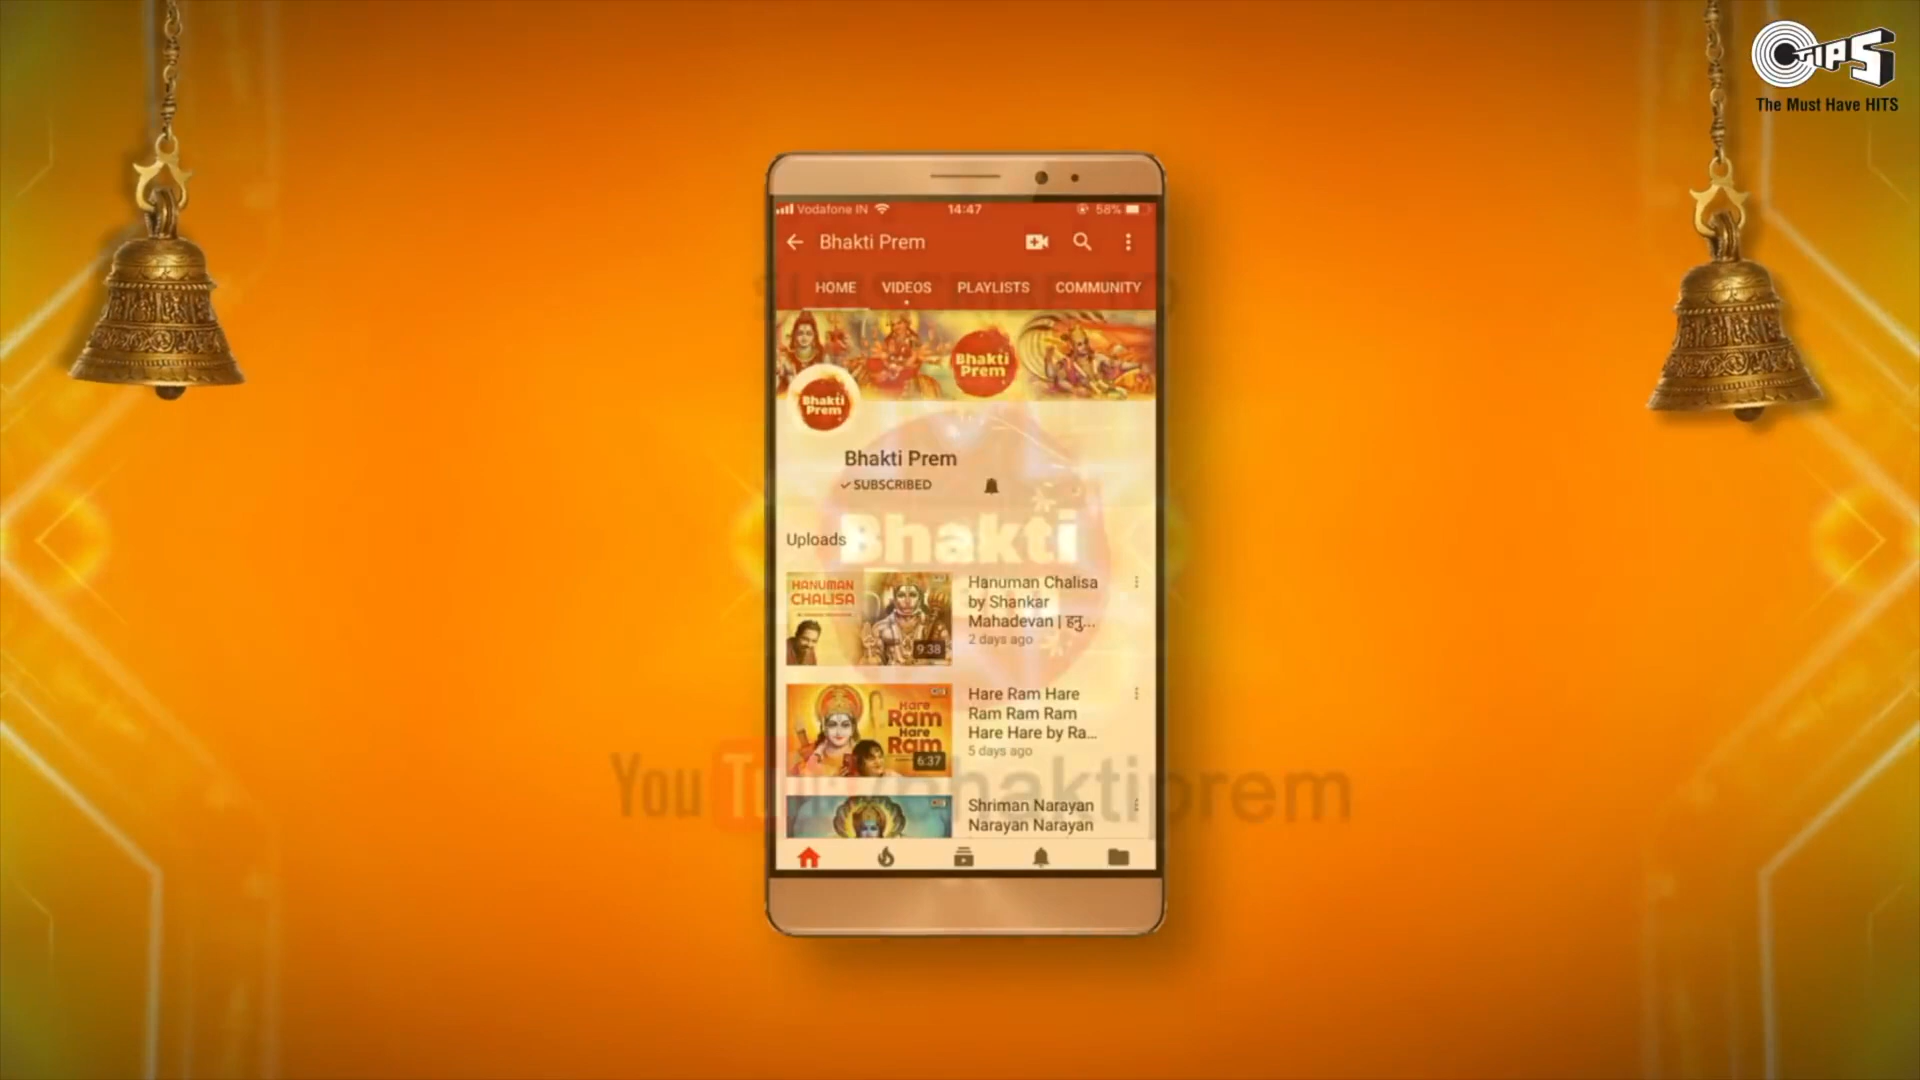 TIPS
The Must Have HITS
Vodafone IN
14:47
58%
Bhakti Prem
HOME VIDEOS PLAYLISTS COMMUNITY
Bhakti
Prem
Bhakti
Prem
Bhakti Prem
SUBSCRIBED
Bhakti
Uploads
HANUMAN
CHALISA
9:38
Hanuman Chalisa
by Shankar
Mahadevan | हनु...
2 days ago
Hare
Ram
Hare
Ram
6:37
Hare Ram Hare
Ram Ram Ram
Hare Hare by Ra...
5 days ago
YouTube/bhaktiprem
Shriman Narayan
Narayan Narayan